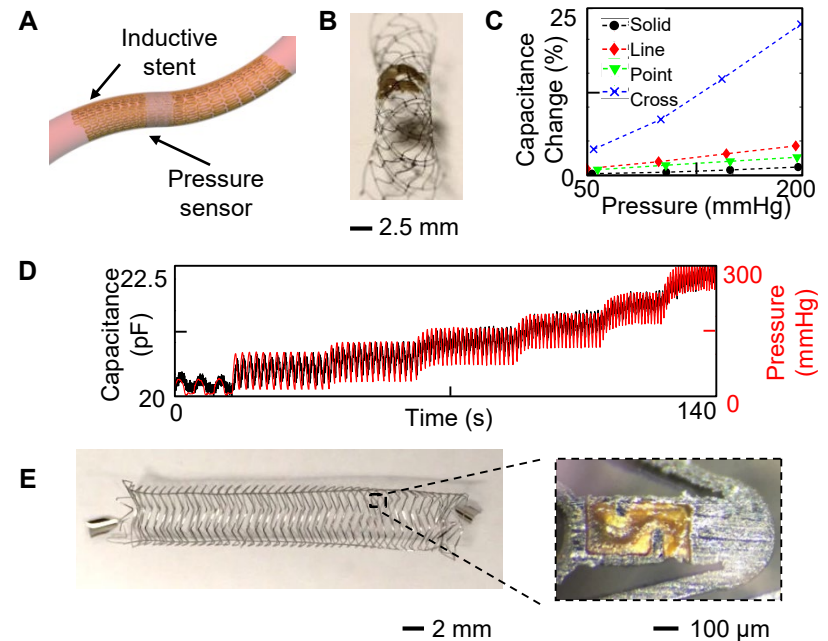 A
Inductive
stent
Pressure
sensor
B
2.5 mm
C
Capacitance
Change (%)
25
0
Solid
Line
Point
Cross
50
200
Pressure (mmHg)
D
Capacitance
(pF)
22.5
20
0
140
Time (s)
300
0
Pressure
(mmHg)
E
2 mm
100 µm